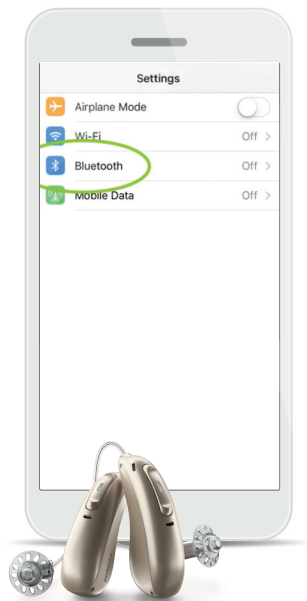 Settings
Airplane Mode
Wi-Fi Off
Bluetooth Off
Mobile Data Off